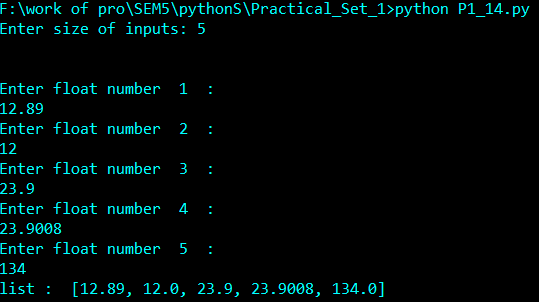 F:\work of pro\SEM5\pythonS\Practical_Set_1>python P1_14.py
Enter size of inputs: 5
Enter float number  1  :
12.89
Enter float number  2  :
12
Enter float number  3  :
23.9
Enter float number  4  :
23.9008
Enter float number  5  :
134
list :  [12.89, 12.0, 23.9, 23.9008, 134.0]